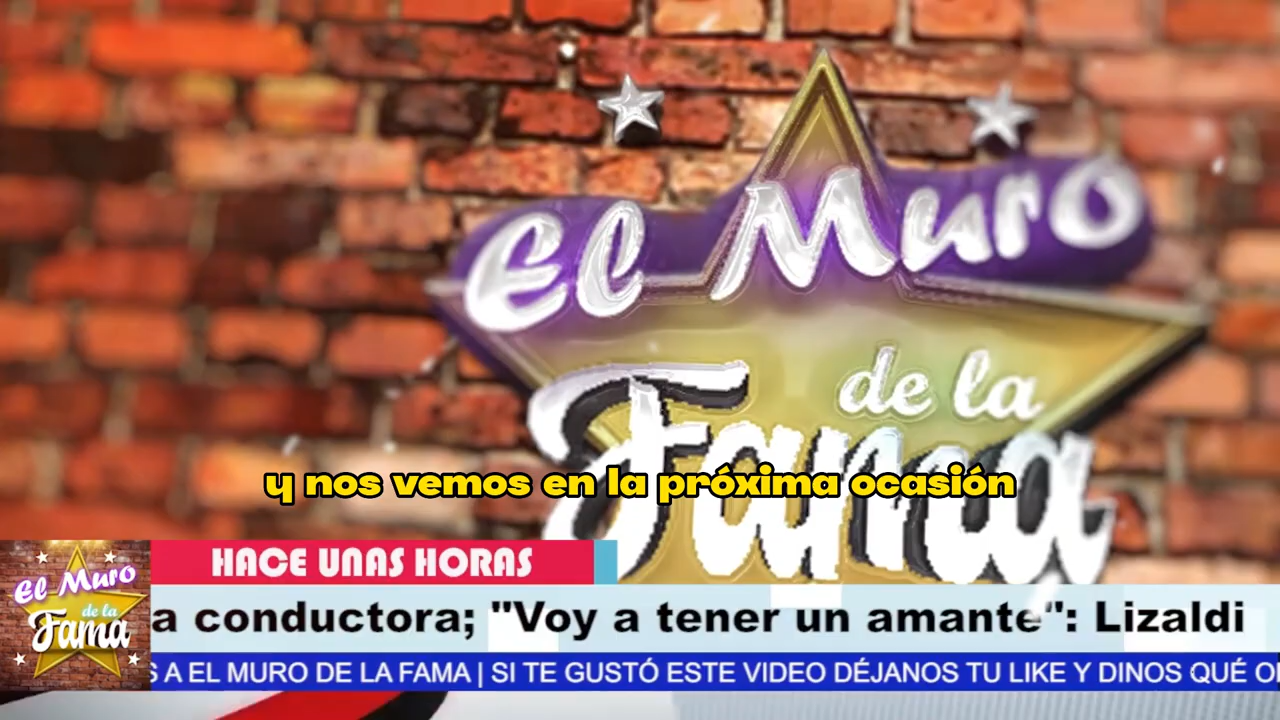 El Muro
de la
Fama
y nos vemos en la próxima ocasión
HACE UNAS HORAS
El Muro
de la
Fama
a conductora; "Voy a tener un amante": Lizaldi
S A EL MURO DE LA FAMA | SI TE GUSTÓ ESTE VIDEO DÉJANOS TU LIKE Y DINOS QUÉ